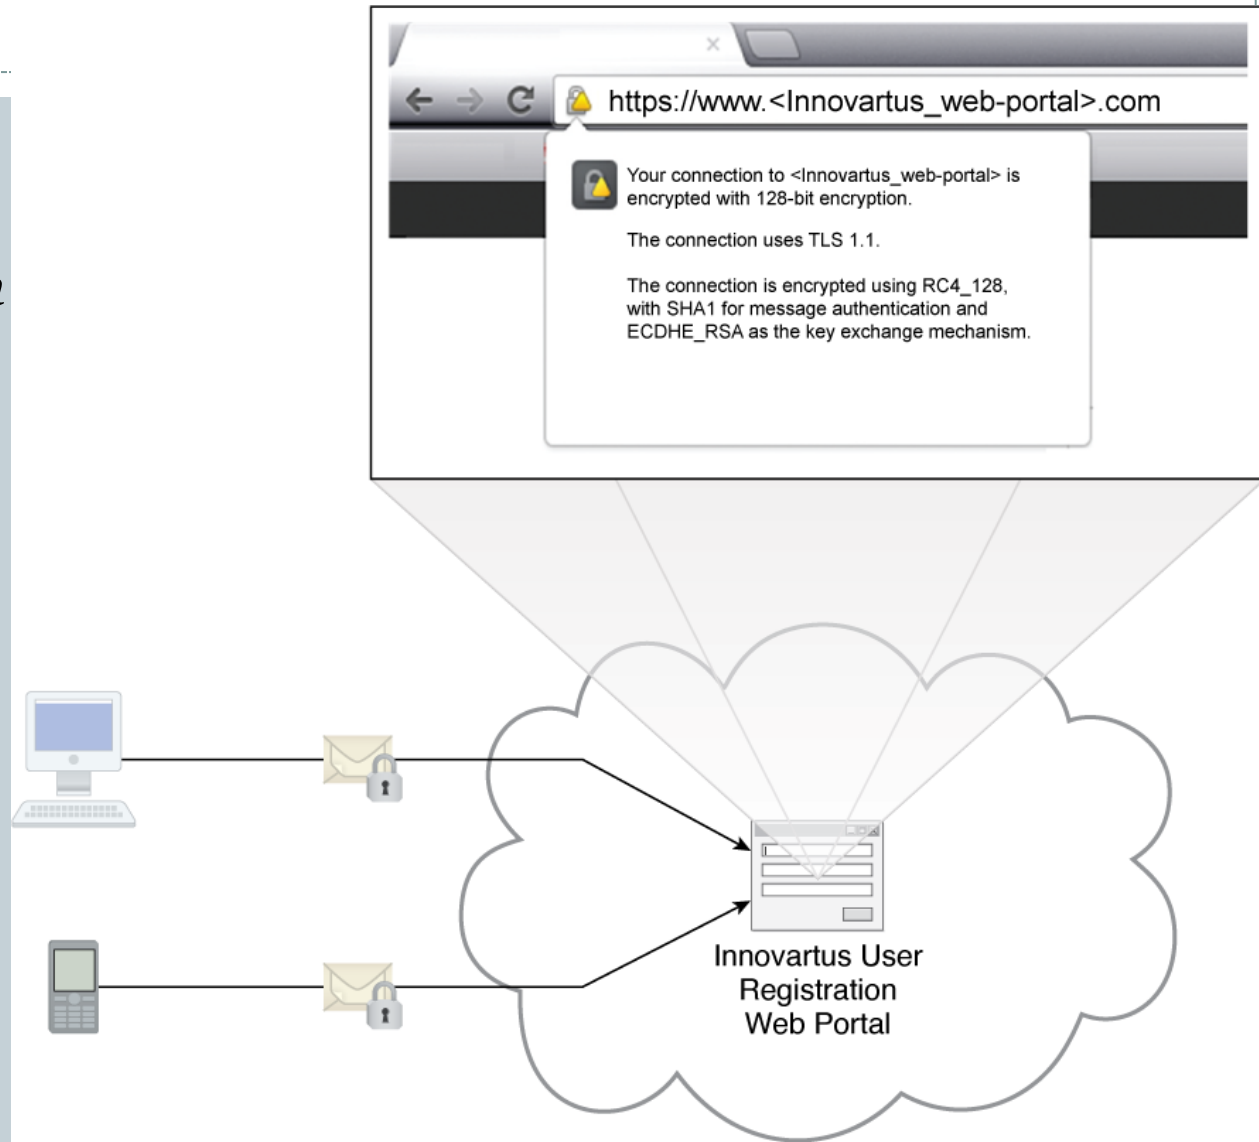 https://www.<Innovartus_web-portal>.com
Your connection to <Innovartus_web-portal> is
encrypted with 128-bit encryption.
The connection uses TLS 1.1.
The connection is encrypted using RC4_128,
with SHA1 for message authentication and
ECDHE_RSA as the key exchange mechanism.
Innovartus User
Registration
Web Portal